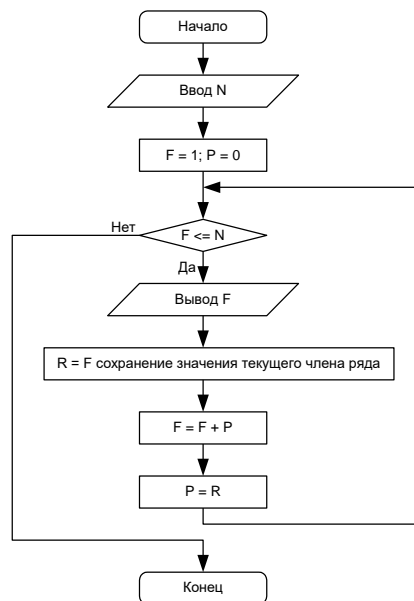 Начало
Ввод N
F = 1; P = 0
Нет
F <= N
Да
Вывод F
R = F сохранение значения текущего члена ряда
F = F + P
P = R
Конец